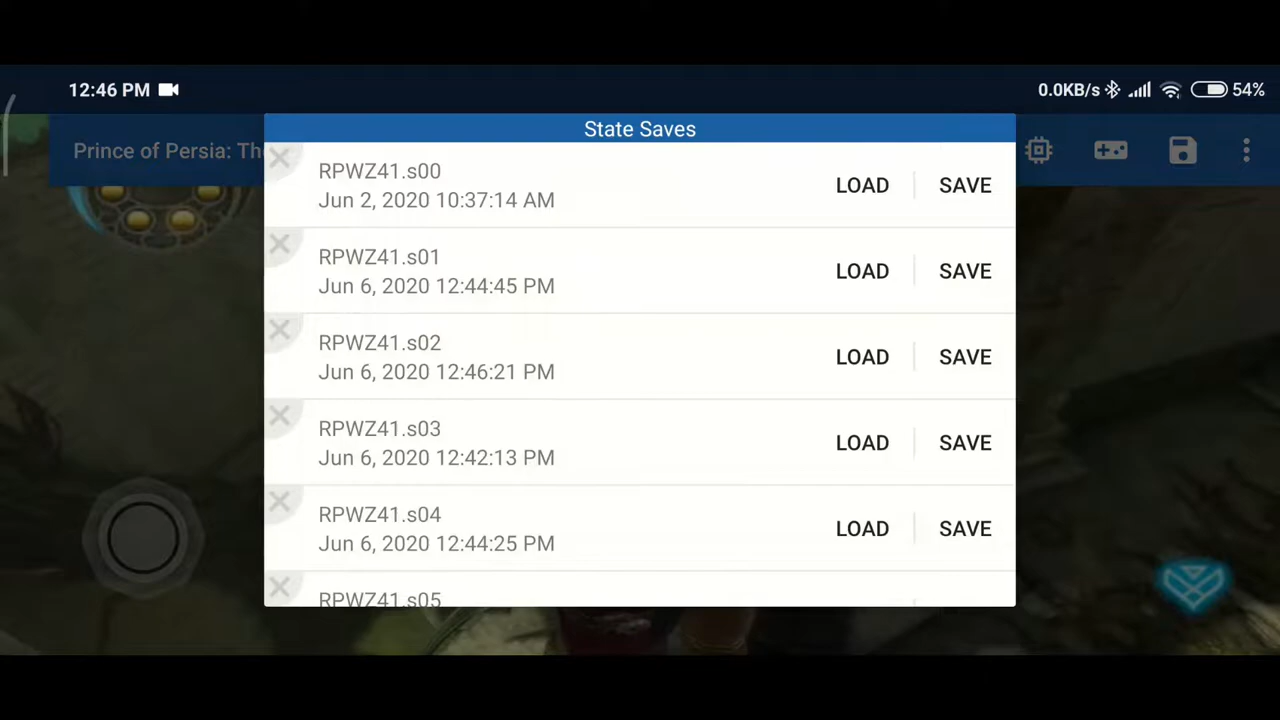 12:46 PM 0.0KB/s 54%
Prince of Persia: Th
State Saves
RPWZ41.s00
Jun 2, 2020 10:37:14 AM
LOAD SAVE
RPWZ41.s01
Jun 6, 2020 12:44:45 PM
LOAD SAVE
RPWZ41.s02
Jun 6, 2020 12:46:21 PM
LOAD SAVE
RPWZ41.s03
Jun 6, 2020 12:42:13 PM
LOAD SAVE
RPWZ41.s04
Jun 6, 2020 12:44:25 PM
LOAD SAVE
RPWZ41.s05